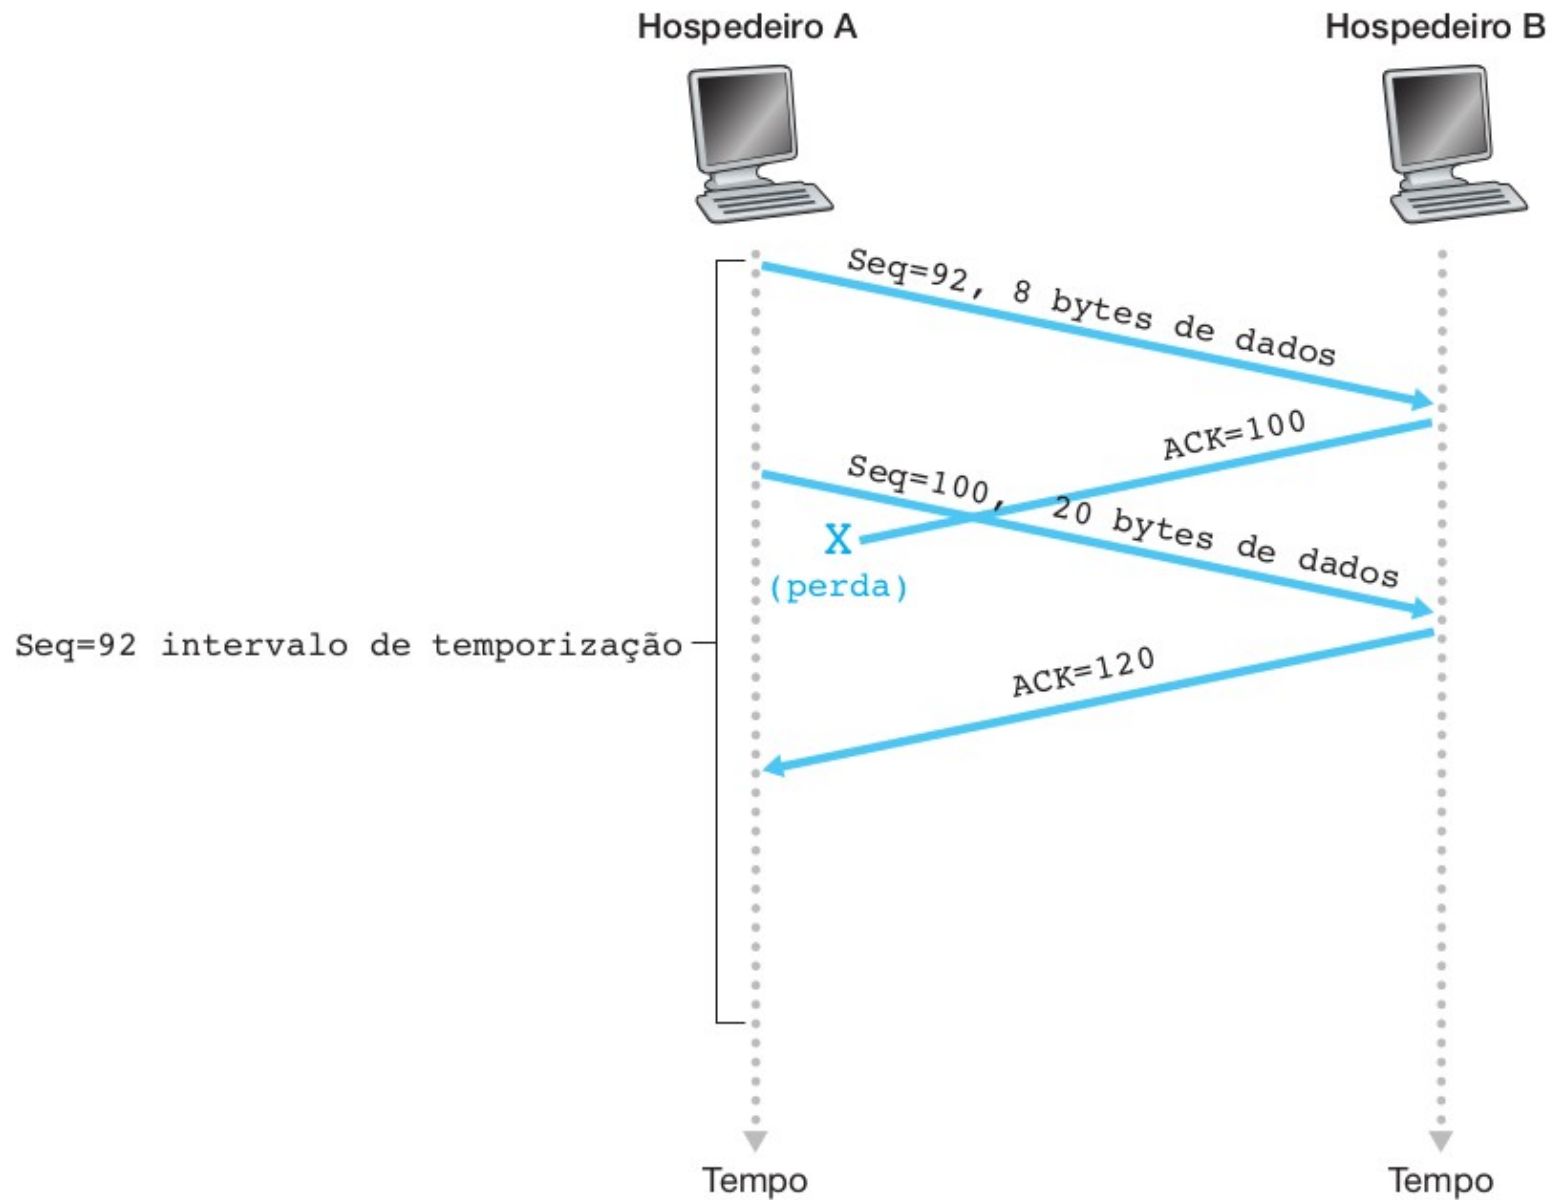 Hospedeiro A
Hospedeiro B
Seq=92, 8 bytes de dados
ACK=100
Seq=100, 20 bytes de dados
X
(perda)
Seq=92 intervalo de temporização
ACK=120
Tempo
Tempo